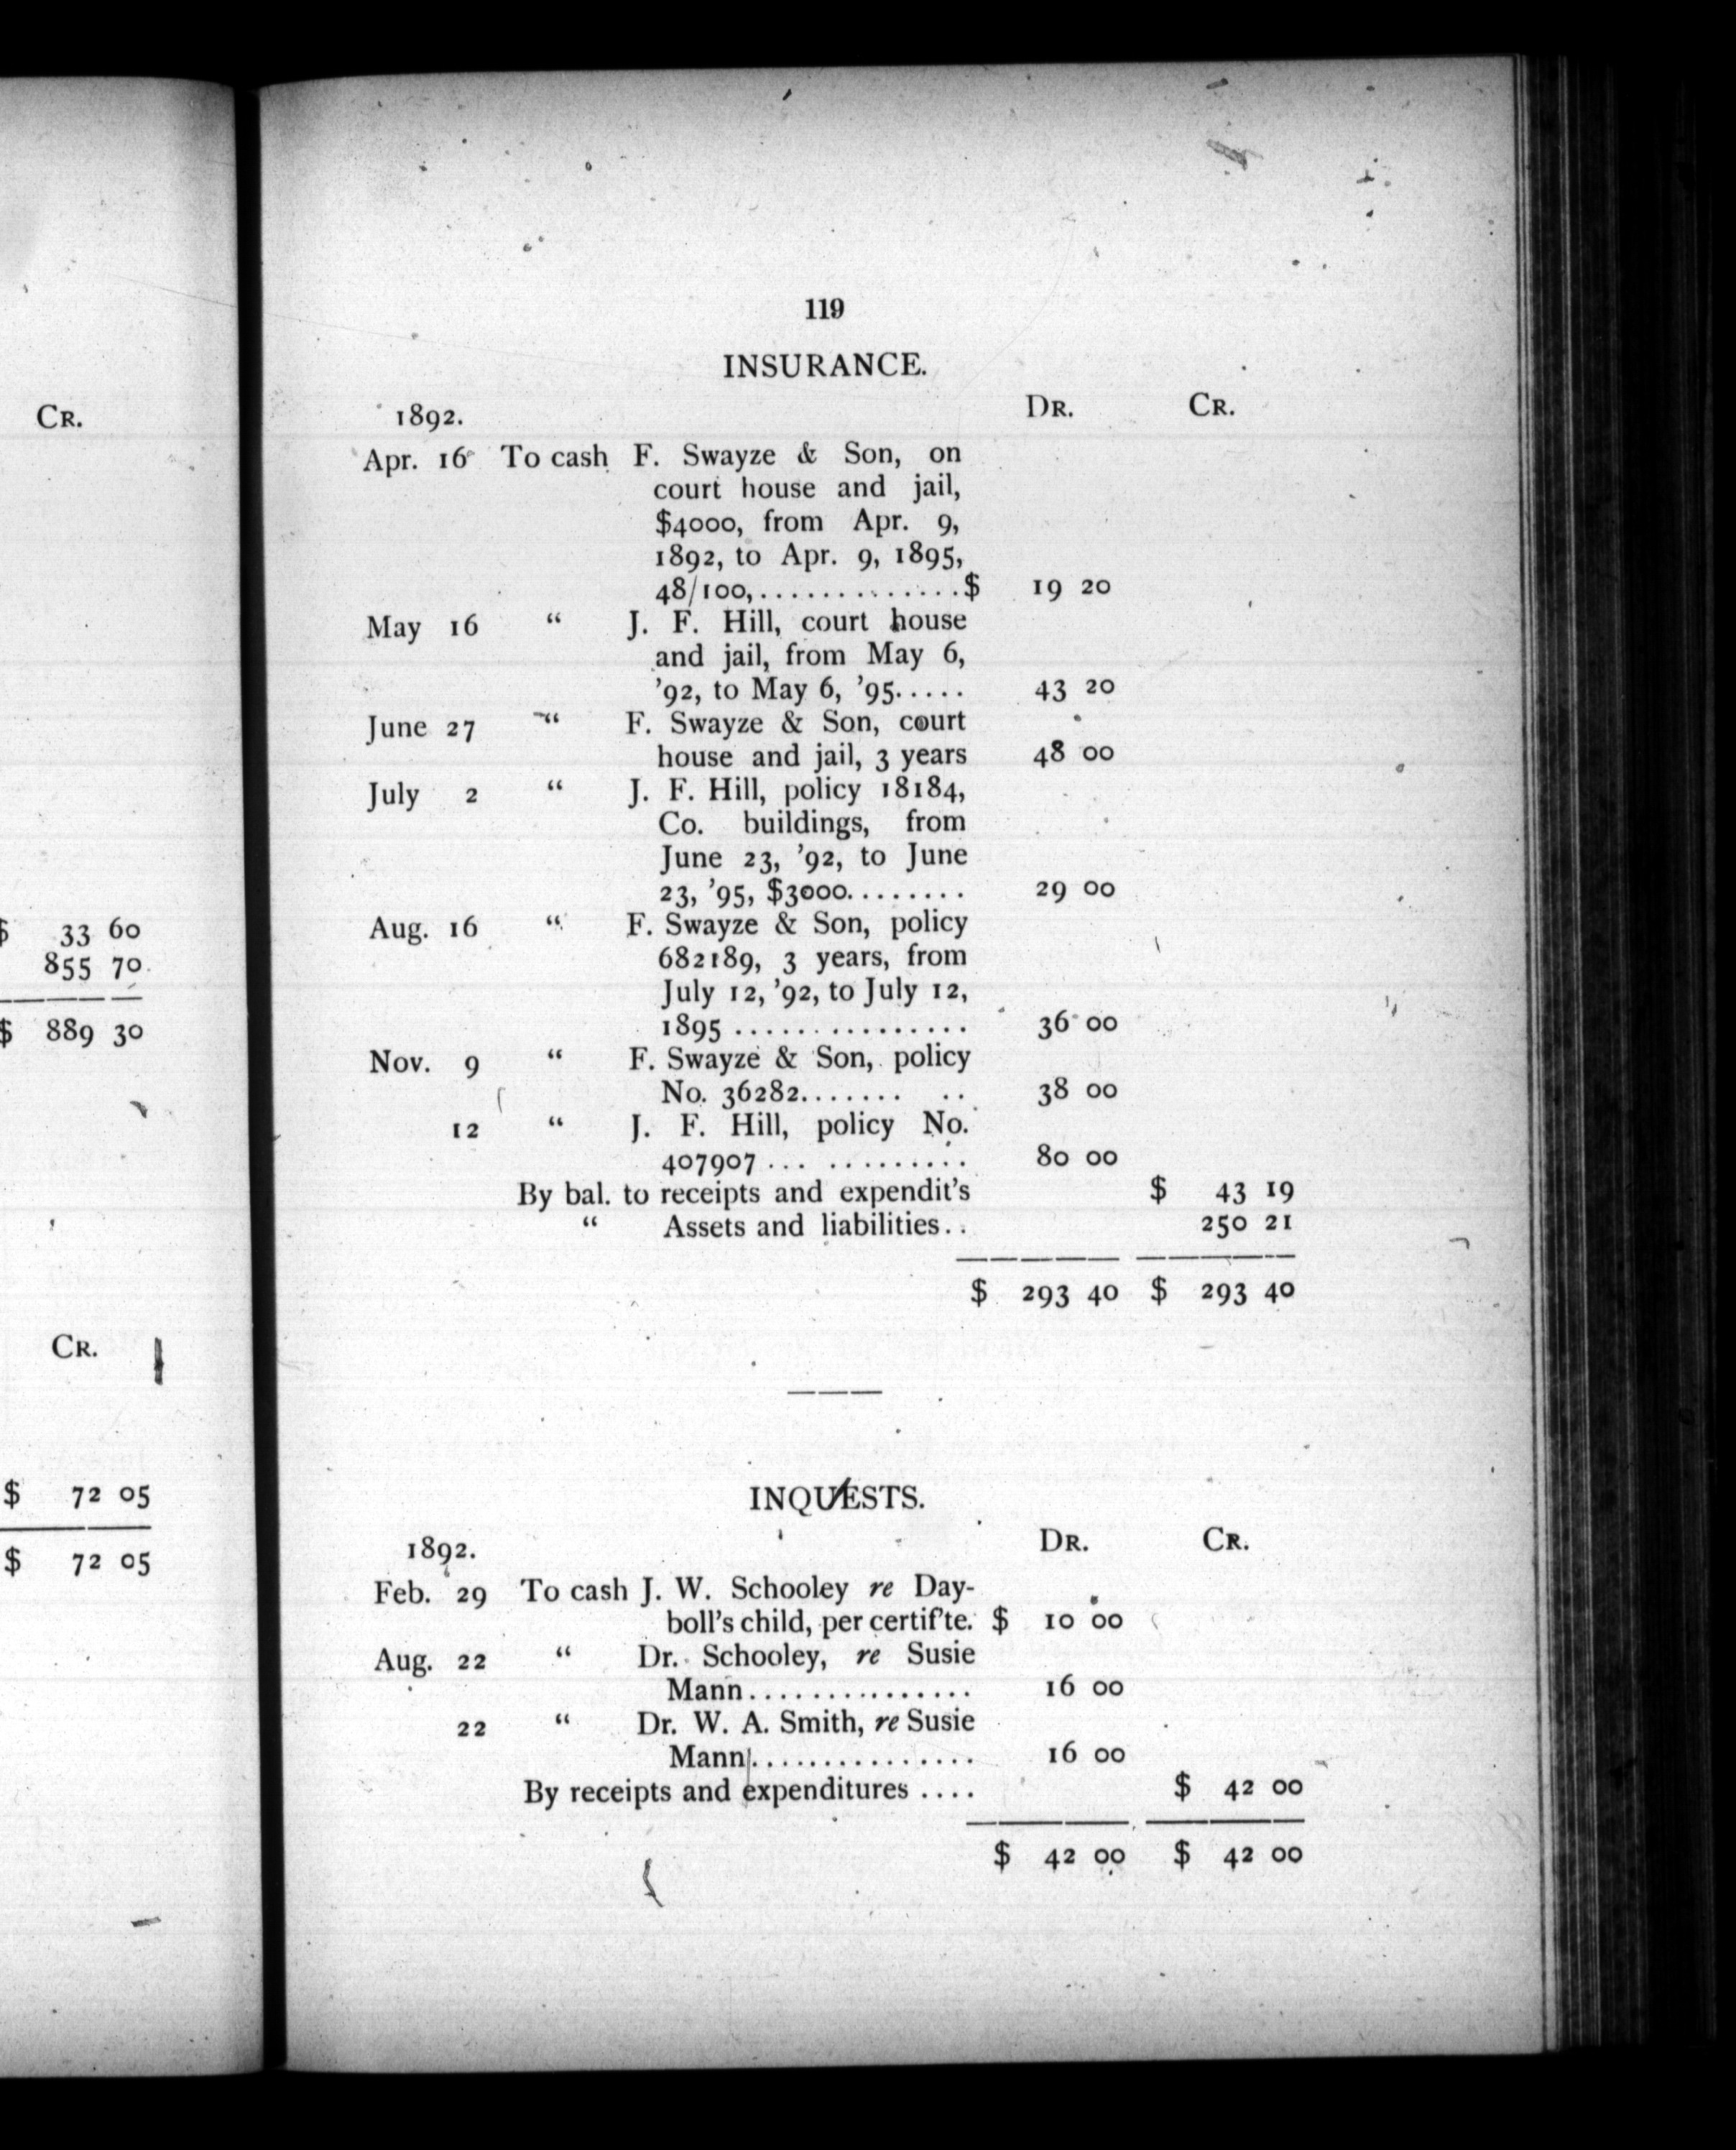 CR.
$ 33 60
855 70
$ 889 30
CR.
$ 72 05
$ 72 05
119
INSURANCE.
1892. DR. CR.
Apr. 16 To cash F. Swayze & Son, on
court house and jail,
$4000, from Apr. 9,
1892, to Apr. 9, 1895,
48/100,.............$ 19 20
May 16 “ J. F. Hill, court house
and jail, from May 6,
’92, to May 6, ’95..... 43 20
June 27 “ F. Swayze & Son, court
house and jail, 3 years 48 00
July 2 “ J. F. Hill, policy 18184,
Co. buildings, from
June 23, ’92, to June
23, ’95, $3000........ 29 00
Aug. 16 “ F. Swayze & Son, policy
682189, 3 years, from
July 12, ’92, to July 12,
1895 ............... 36 00
Nov. 9 “ F. Swayze & Son, policy
No. 36282....... .. 38 00
12 “ J. F. Hill, policy No.
407907... ......... 80 00
By bal. to receipts and expendit’s $ 43 19
“ Assets and liabilities.. 250 21
$ 293 40 $ 293 40
INQUESTS.
1892. DR. CR.
Feb. 29 To cash J. W. Schooley re Day-
boll’s child, per certif’te. $ 10 00
Aug. 22 “ Dr. Schooley, re Susie
Mann............... 16 00
22 “ Dr. W. A. Smith, re Susie
Mann............... 16 00
By receipts and expenditures .... $ 42 00
$ 42 00 $ 42 00